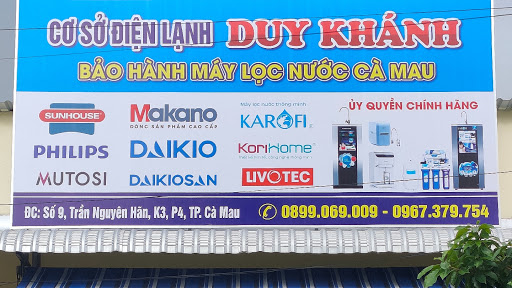 CƠ SỞ ĐIỆN LẠNH DUY KHÁNH
BẢO HÀNH MÁY LỌC NƯỚC CÀ MAU
SUNHOUSE
Makano
DÒNG SẢN PHẨM CAO CẤP
Máy lọc nước thông minh
KAROFI
ỦY QUYỀN CHÍNH HÃNG
PHILIPS
DAIKIO
KoriHome
MUTOSI
DAIKIOSAN
LIVOTEC
ĐC: Số 9, Trần Nguyên Hãn, K3, P4, TP. Cà Mau
0899.069.009 - 0967.379.754